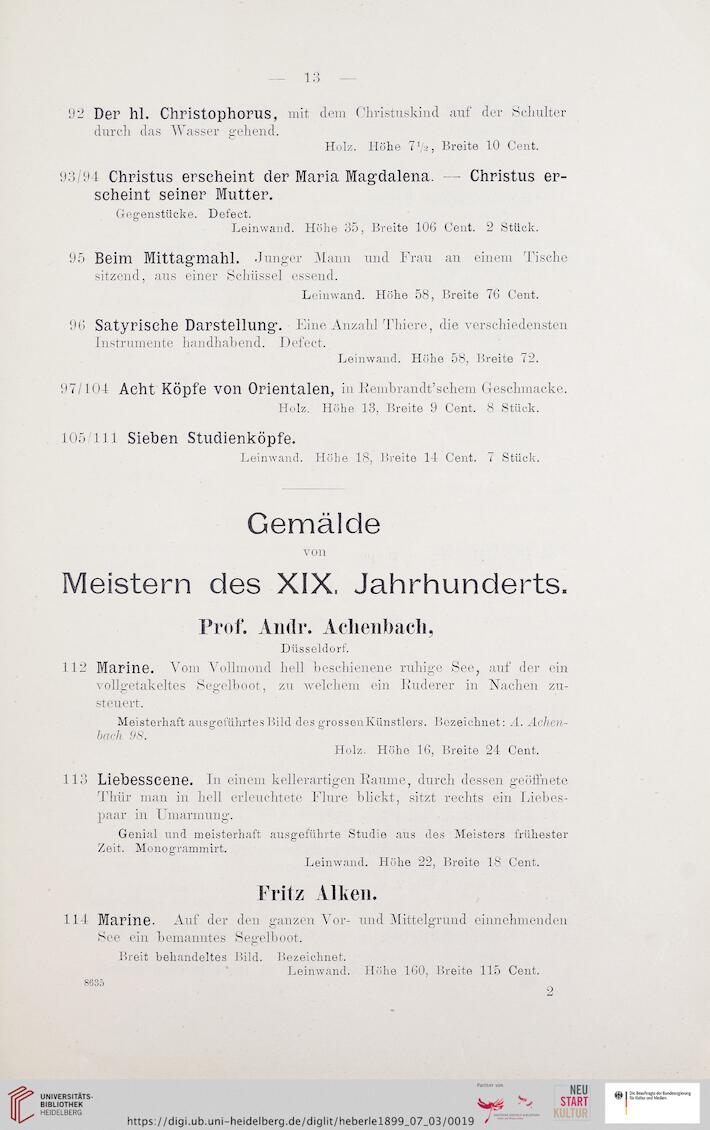 — 13 —
92 Der hl. Christophorus, mit dem Christuskind auf der Schulter
durch das Wasser gehend.
Holz. Höhe 7½, Breite 10 Cent.
93/94 Christus erscheint der Maria Magdalena. — Christus er-
scheint seiner Mutter.
Gegenstücke. Defect.
Leinwand. Höhe 35, Breite 106 Cent. 2 Stück.
95 Beim Mittagmahl. Junger Mann und Frau an einem Tische
sitzend, aus einer Schüssel essend.
Leinwand. Höhe 58, Breite 76 Cent.
96 Satyrische Darstellung. Eine Anzahl Thiere, die verschiedensten
Instrumente handhabend. Defect.
Leinwand. Höhe 58, Breite 72.
97/104 Acht Köpfe von Orientalen, in Rembrandt'schem Geschmacke.
Holz. Höhe 13, Breite 9 Cent. 8 Stück.
105/111 Sieben Studienköpfe.
Leinwand. Höhe 18, Breite 14 Cent. 7 Stück.
Gemälde
von
Meistern des XIX. Jahrhunderts.
Prof. Andr. Achenbach,
Düsseldorf.
112 Marine. Vom Vollmond hell beschienene ruhige See, auf der ein
vollgetakeltes Segelboot, zu welchem ein Ruderer in Nachen zu-
steuert.
Meisterhaft ausgeführtes Bild des grossen Künstlers. Bezeichnet: A. Achen-
bach 98.
Holz. Höhe 16, Breite 24 Cent.
113 Liebesscene. In einem kellerartigen Raume, durch dessen geöffnete
Thür man in hell erleuchtete Flure blickt, sitzt rechts ein Liebes-
paar in Umarmung.
Genial und meisterhaft ausgeführte Studie aus des Meisters frühester
Zeit. Monogrammirt.
Leinwand. Höhe 22, Breite 18 Cent.
Fritz Alken.
114 Marine. Auf der den ganzen Vor- und Mittelgrund einnehmenden
See ein bemanntes Segelboot.
Breit behandeltes Bild. Bezeichnet.
Leinwand. Höhe 160, Breite 115 Cent.
8635
2
UNIVERSITÄTS-
BIBLIOTHEK
HEIDELBERG
https://digi.ub.uni-heidelberg.de/diglit/heberle1899_07_03/0019
Partner von
NEU
START
KULTUR
Die Beauftragte der Bundesregierung
für Kultur und Medien